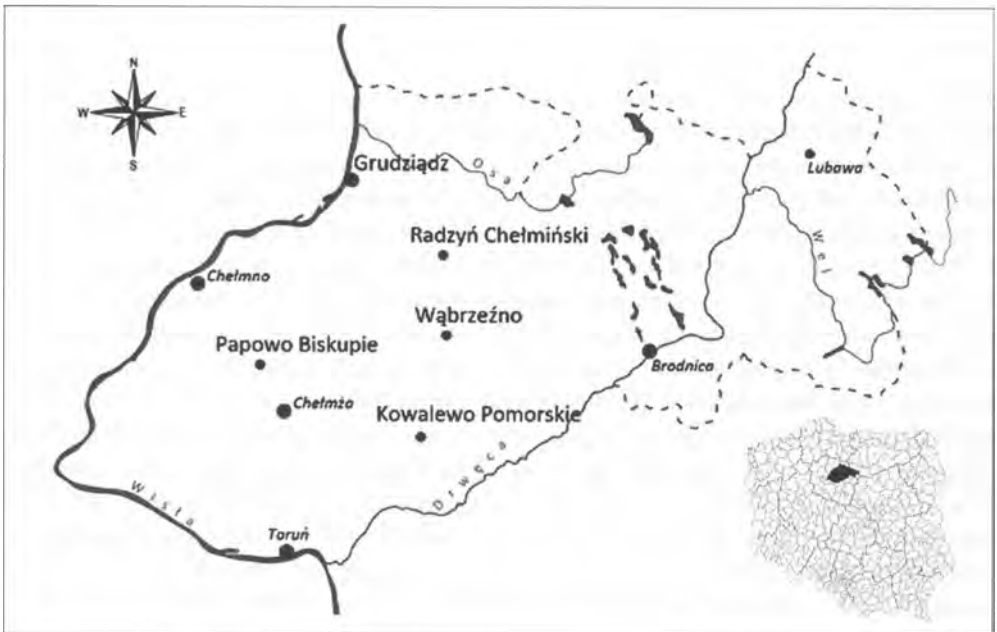 N
W E
S
Grudziądz
Osa
Lubawa
Radzyń Chełmiński
Wel
Chełmno
Wąbrzeźno
Papowo Biskupie
Brodnica
Chełmża
Kowalewo Pomorskie
Drwęca
Wisła
Toruń